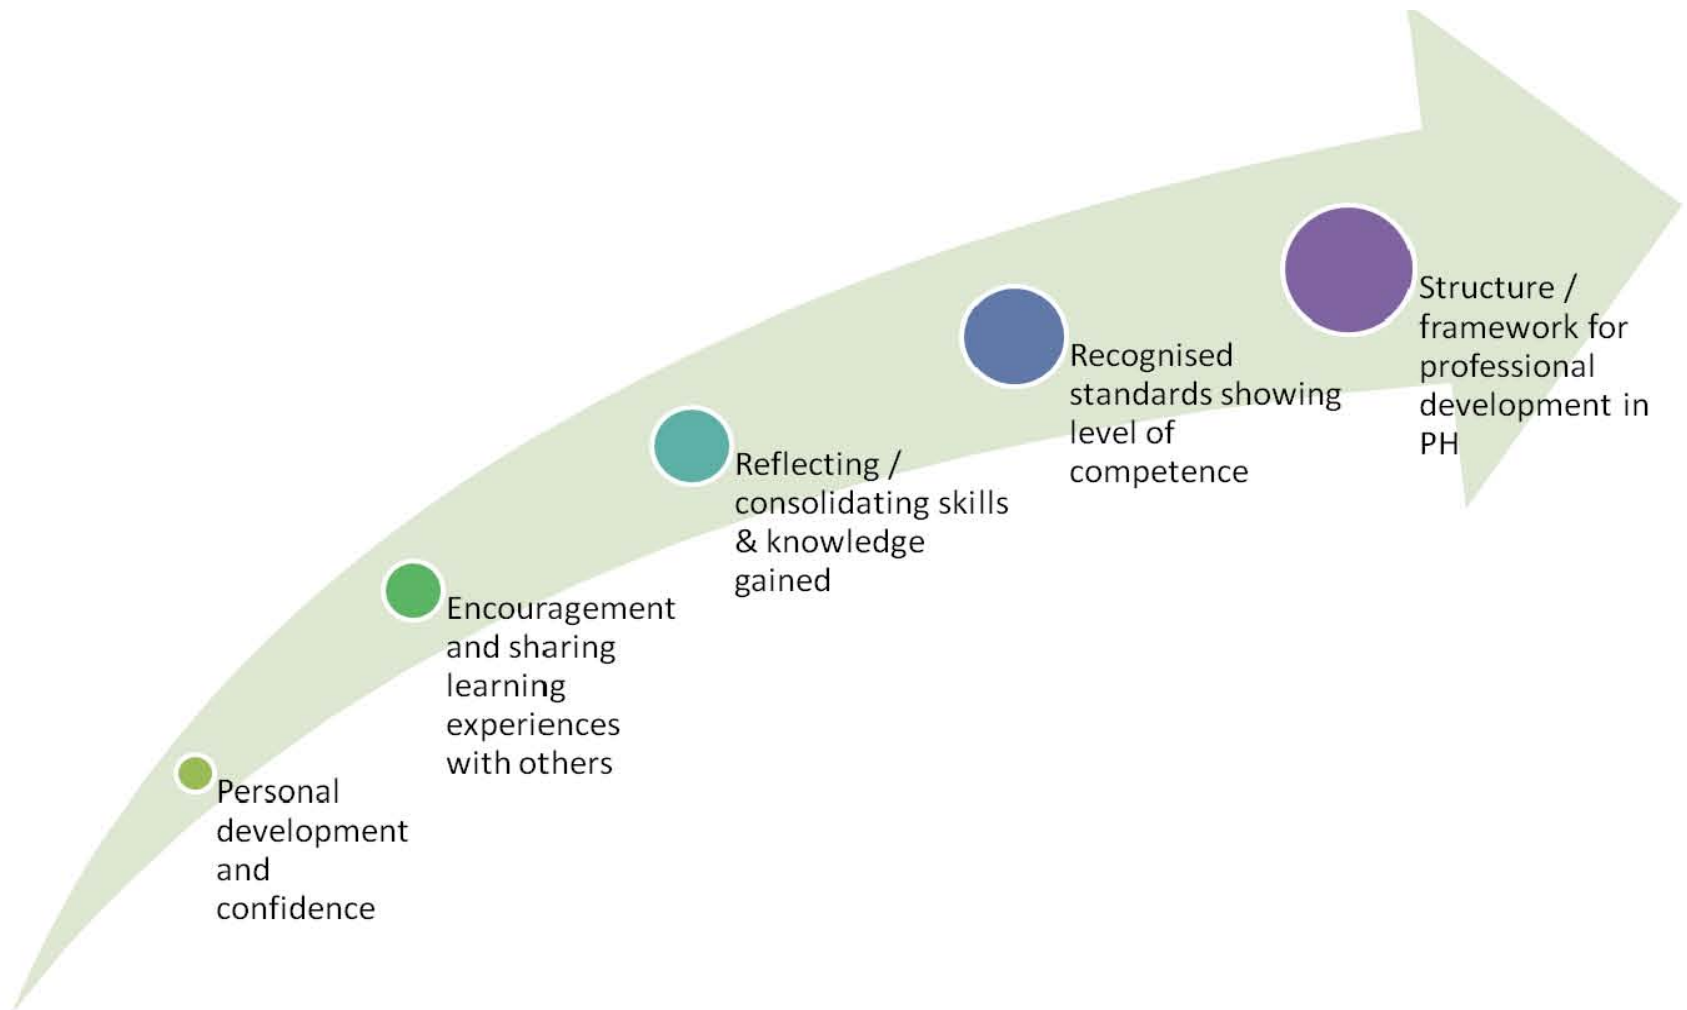 Personal
development
and
confidence
Encouragement
and sharing
learning
experiences
with others
Reflecting /
consolidating skills
& knowledge
gained
Recognised
standards showing
level of
competence
Structure /
framework for
professional
development in
PH